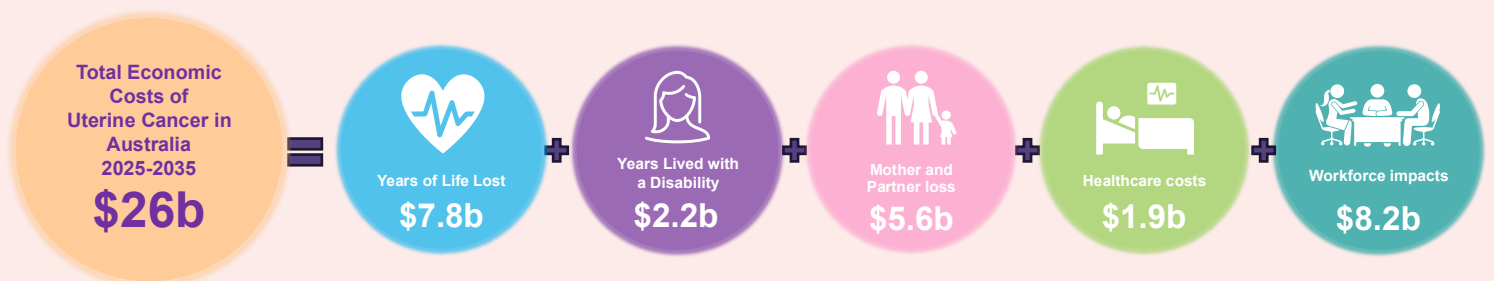 Total Economic
Costs of
Uterine Cancer in
Australia
2025-2035
$26b
Years of Life Lost
$7.8b
Years Lived with
a Disability
$2.2b
Mother and
Partner loss
$5.6b
Healthcare costs
$1.9b
Workforce impacts
$8.2b